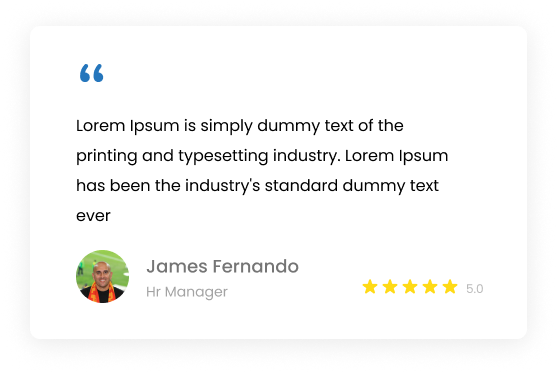 “
Lorem Ipsum is simply dummy text of the
printing and typesetting industry. Lorem Ipsum
has been the industry's standard dummy text
ever
James Fernando
Hr Manager
5.0